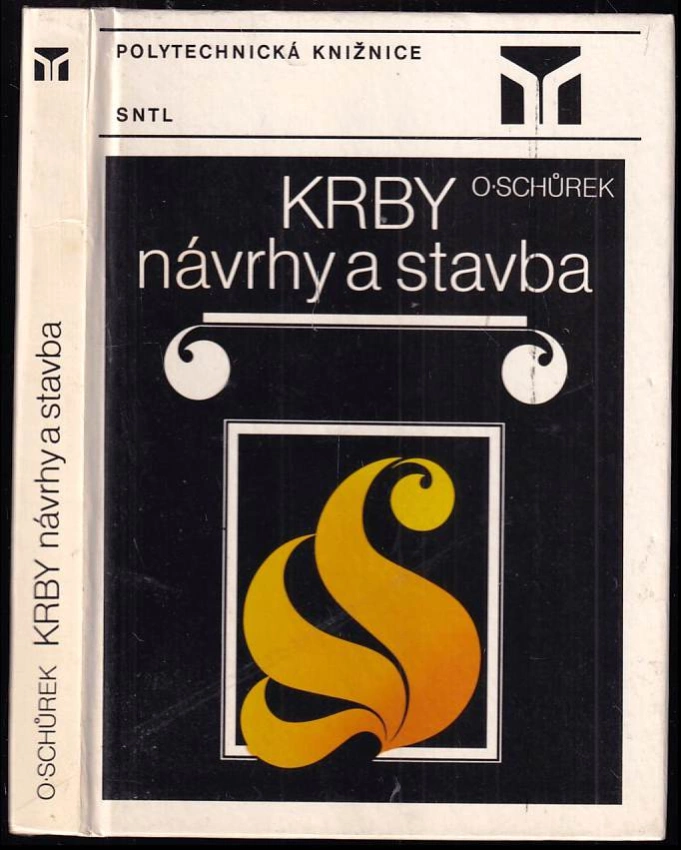 POLYTECHNICKÁ KNIŽNICE
SNTL
KRBY
O·SCHŮREK
návrhy a stavba
O·SCHŮREK KRBY návrhy a stavba